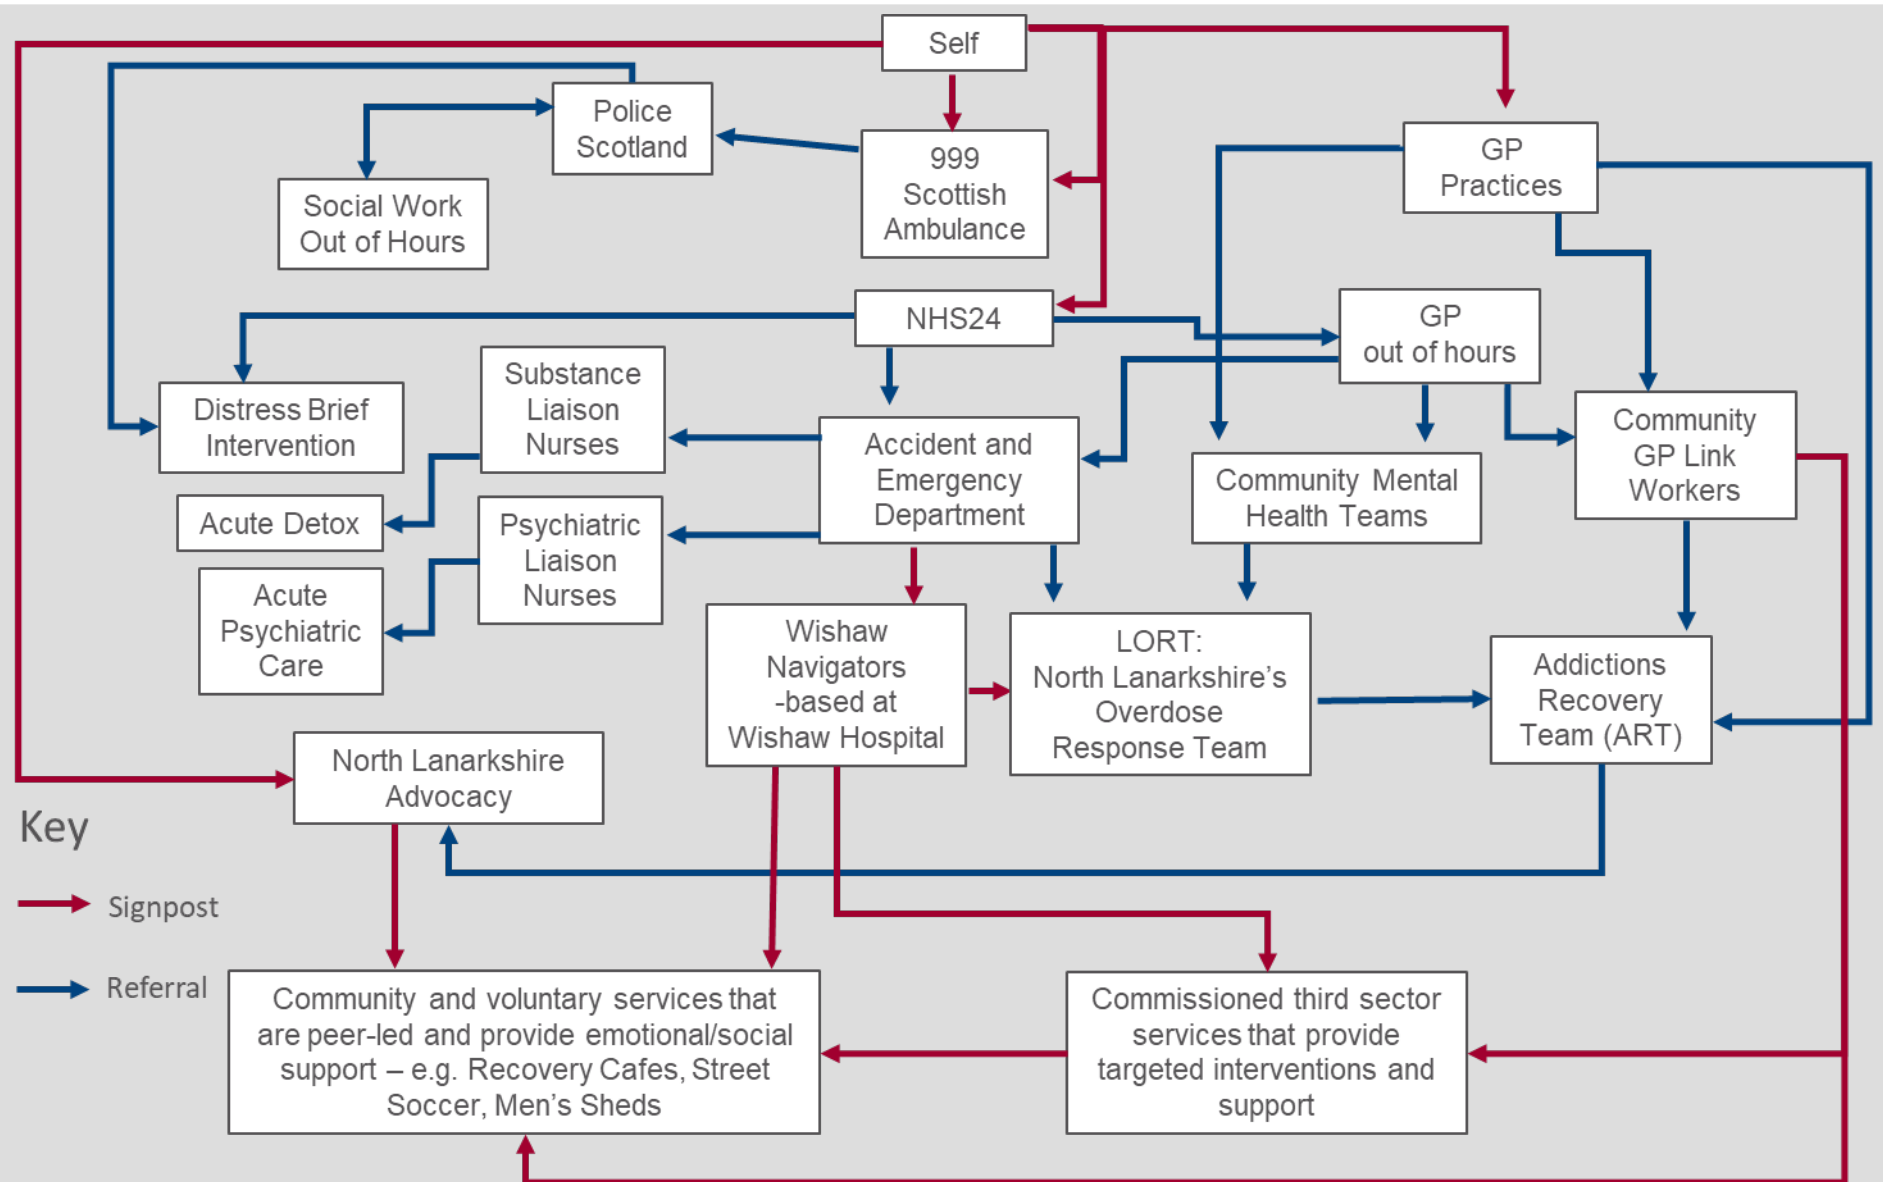 Self
Police
Scotland
999
Scottish
Ambulance
GP
Practices
Social Work
Out of Hours
NHS24
GP
out of hours
Distress Brief
Intervention
Substance
Liaison
Nurses
Accident and
Emergency
Department
Community Mental
Health Teams
Community
GP Link
Workers
Acute Detox
Psychiatric
Liaison
Nurses
Acute
Psychiatric
Care
Wishaw
Navigators
-based at
Wishaw Hospital
LORT:
North Lanarkshire’s
Overdose
Response Team
Addictions
Recovery
Team (ART)
North Lanarkshire
Advocacy
Key
Signpost
Referral
Community and voluntary services that
are peer-led and provide emotional/social
support – e.g. Recovery Cafes, Street
Soccer, Men’s Sheds
Commissioned third sector
services that provide
targeted interventions and
support